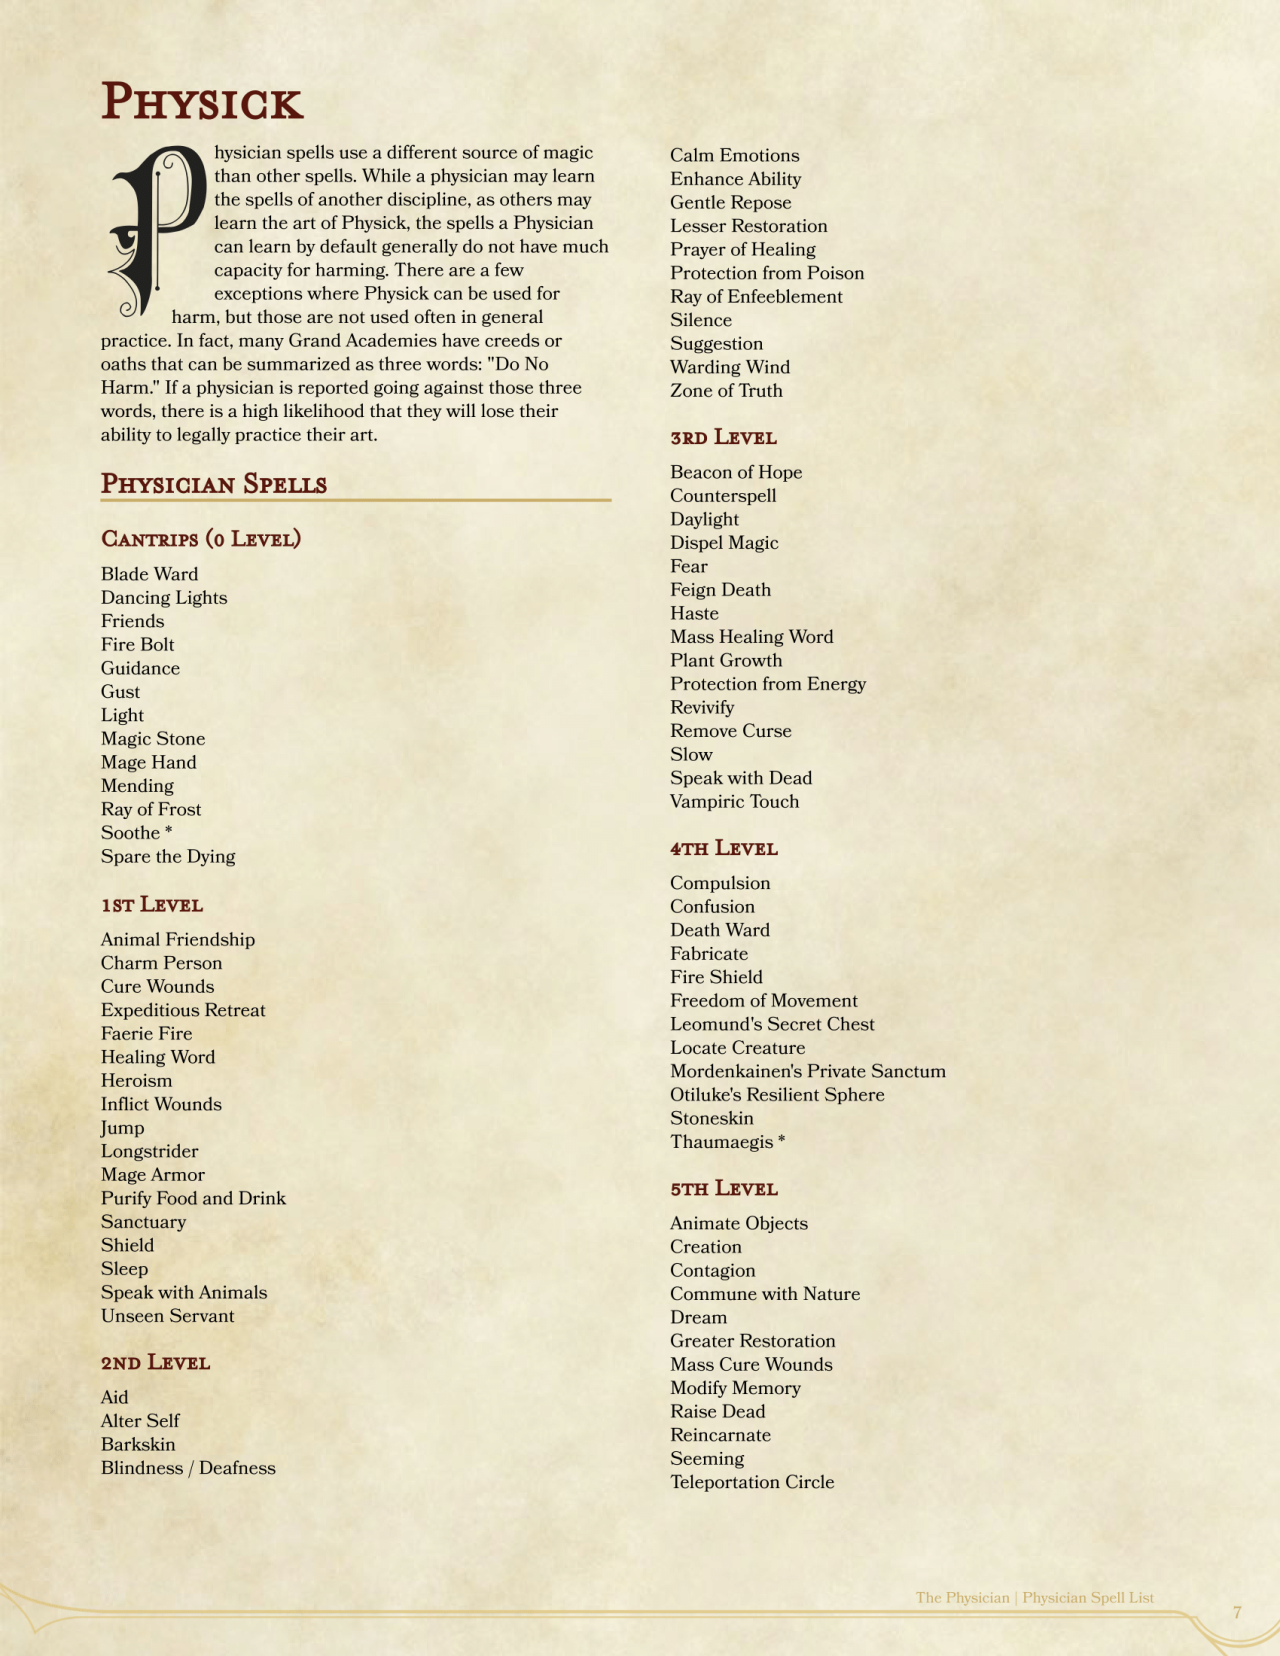 Physick
Physician spells use a different source of magic
than other spells. While a physician may learn
the spells of another discipline, as others may
learn the art of Physick, the spells a Physician
can learn by default generally do not have much
capacity for harming. There are a few
exceptions where Physick can be used for
harm, but those are not used often in general
practice. In fact, many Grand Academies have creeds or
oaths that can be summarized as three words: "Do No
Harm." If a physician is reported going against those three
words, there is a high likelihood that they will lose their
ability to legally practice their art.
Physician Spells
Cantrips (0 Level)
Blade Ward
Dancing Lights
Friends
Fire Bolt
Guidance
Gust
Light
Magic Stone
Mage Hand
Mending
Ray of Frost
Soothe *
Spare the Dying
1st Level
Animal Friendship
Charm Person
Cure Wounds
Expeditious Retreat
Faerie Fire
Healing Word
Heroism
Inflict Wounds
Jump
Longstrider
Mage Armor
Purify Food and Drink
Sanctuary
Shield
Sleep
Speak with Animals
Unseen Servant
2nd Level
Aid
Alter Self
Barkskin
Blindness / Deafness
Calm Emotions
Enhance Ability
Gentle Repose
Lesser Restoration
Prayer of Healing
Protection from Poison
Ray of Enfeeblement
Silence
Suggestion
Warding Wind
Zone of Truth
3rd Level
Beacon of Hope
Counterspell
Daylight
Dispel Magic
Fear
Feign Death
Haste
Mass Healing Word
Plant Growth
Protection from Energy
Revivify
Remove Curse
Slow
Speak with Dead
Vampiric Touch
4th Level
Compulsion
Confusion
Death Ward
Fabricate
Fire Shield
Freedom of Movement
Leomund's Secret Chest
Locate Creature
Mordenkainen's Private Sanctum
Otiluke's Resilient Sphere
Stoneskin
Thaumaegis *
5th Level
Animate Objects
Creation
Contagion
Commune with Nature
Dream
Greater Restoration
Mass Cure Wounds
Modify Memory
Raise Dead
Reincarnate
Seeming
Teleportation Circle
The Physician | Physician Spell List
7